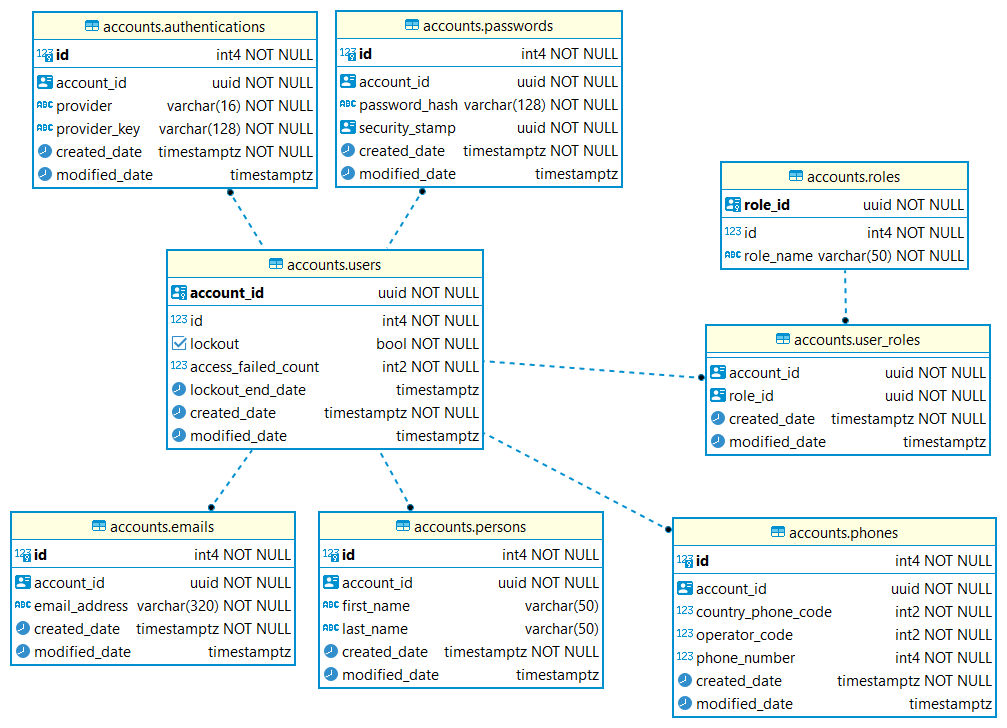 accounts.authentications
id int4 NOT NULL
account_id uuid NOT NULL
provider varchar(16) NOT NULL
provider_key varchar(128) NOT NULL
created_date timestamptz NOT NULL
modified_date timestamptz
accounts.passwords
id int4 NOT NULL
account_id uuid NOT NULL
password_hash varchar(128) NOT NULL
security_stamp uuid NOT NULL
created_date timestamptz NOT NULL
modified_date timestamptz
accounts.roles
role_id uuid NOT NULL
id int4 NOT NULL
role_name varchar(50) NOT NULL
accounts.users
account_id uuid NOT NULL
id int4 NOT NULL
lockout bool NOT NULL
access_failed_count int2 NOT NULL
lockout_end_date timestamptz
created_date timestamptz NOT NULL
modified_date timestamptz
accounts.user_roles
account_id uuid NOT NULL
role_id uuid NOT NULL
created_date timestamptz NOT NULL
modified_date timestamptz
accounts.emails
id int4 NOT NULL
account_id uuid NOT NULL
email_address varchar(320) NOT NULL
created_date timestamptz NOT NULL
modified_date timestamptz
accounts.persons
id int4 NOT NULL
account_id uuid NOT NULL
first_name varchar(50)
last_name varchar(50)
created_date timestamptz NOT NULL
modified_date timestamptz
accounts.phones
id int4 NOT NULL
account_id uuid NOT NULL
country_phone_code int2 NOT NULL
operator_code int2 NOT NULL
phone_number int4 NOT NULL
created_date timestamptz NOT NULL
modified_date timestamptz